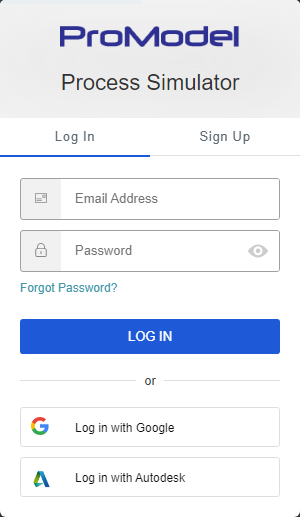 ProModel
Process Simulator
Log In
Sign Up
Email Address
Password
Forgot Password?
LOG IN
or
Log in with Google
Log in with Autodesk